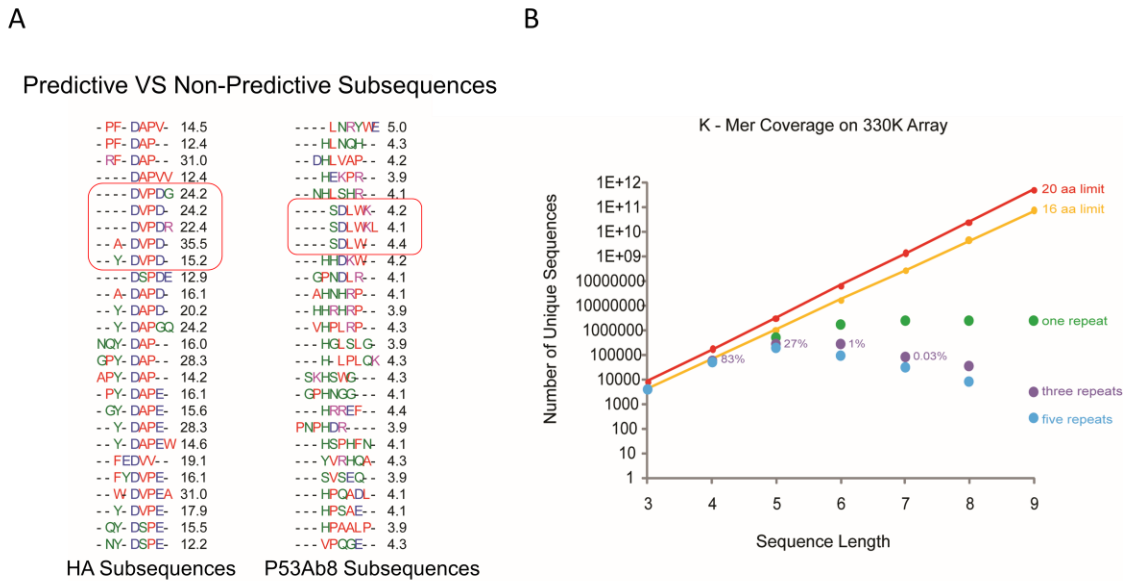 A
B
Predictive VS Non-Predictive Subsequences
- PF- DAPV- 14.5
- PF- DAP-- 12.4
- RF- DAP-- 31.0
---- DAPVV 12.4
---- DVPDG 24.2
---- DVPD- 24.2
---- DVPDR 22.4
-- A- DVPD- 35.5
-- Y- DVPD- 15.2
---- DSPDE 12.9
-- A- DAPD- 16.1
-- Y- DAPD- 20.2
-- Y- DAPGQ 24.2
NQY- DAP-- 16.0
GPY- DAP-- 28.3
APY- DAP-- 14.2
- PY- DAPE- 16.1
- GY- DAPE- 15.6
-- Y- DAPE- 28.3
-- Y- DAPEW 14.6
-- FEDVV-- 19.1
-- FYDVPE- 16.1
-- W- DVPEA 31.0
-- Y- DVPE- 17.9
- QY- DSPE- 15.5
- NY- DSPE- 12.2
HA Subsequences
---- LNRYWE 5.0
--- HLNQH-- 4.3
-- DHLVAP-- 4.2
--- HEKPR-- 3.9
-- NHLSHR-- 4.1
---- SDLWK- 4.2
---- SDLWKL 4.1
---- SDLW-- 4.4
--- HHDKW-- 4.2
-- GPNDLR-- 4.1
-- AHNHRP-- 4.1
--- HHRHRP- 3.9
-- VHPLRP-- 4.3
--- HGLSLG- 3.9
--- H- LPLQK 4.3
- SKHSWG--- 4.3
- GPHNGG--- 4.1
--- HRREF-- 4.4
PNPHDR---- 3.9
--- HSPHFN- 4.1
--- YVRHQA- 4.3
--- SVSEQ-- 3.9
--- HPQADL- 4.1
--- HPSAE-- 4.1
--- HPAALP- 3.9
--- VPQGE-- 4.3
P53Ab8 Subsequences
K - Mer Coverage on 330K Array
Number of Unique Sequences
1E+12
1E+11
1E+10
1E+09
10000000
10000000
1000000
100000
10000
1000
100
10
1
20 aa limit
16 aa limit
one repeat
three repeats
five repeats
83%
27%
1%
0.03%
3 4 5 6 7 8 9
Sequence Length